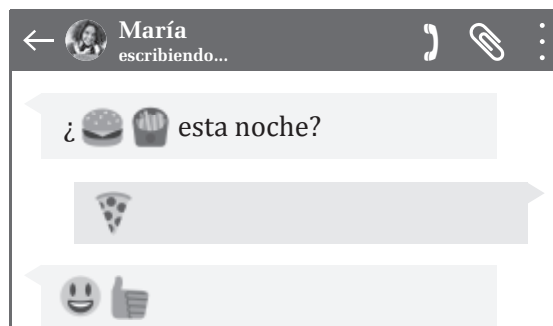 María
escribiendo...
¿🍔🍟 esta noche?
🍕
😃👍